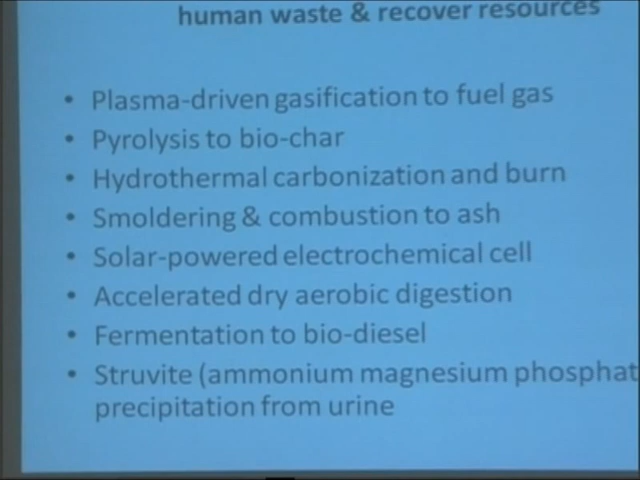 human waste & recover resources
• Plasma-driven gasification to fuel gas
• Pyrolysis to bio-char
• Hydrothermal carbonization and burn
• Smoldering & combustion to ash
• Solar-powered electrochemical cell
• Accelerated dry aerobic digestion
• Fermentation to bio-diesel
• Struvite (ammonium magnesium phosphat
precipitation from urine